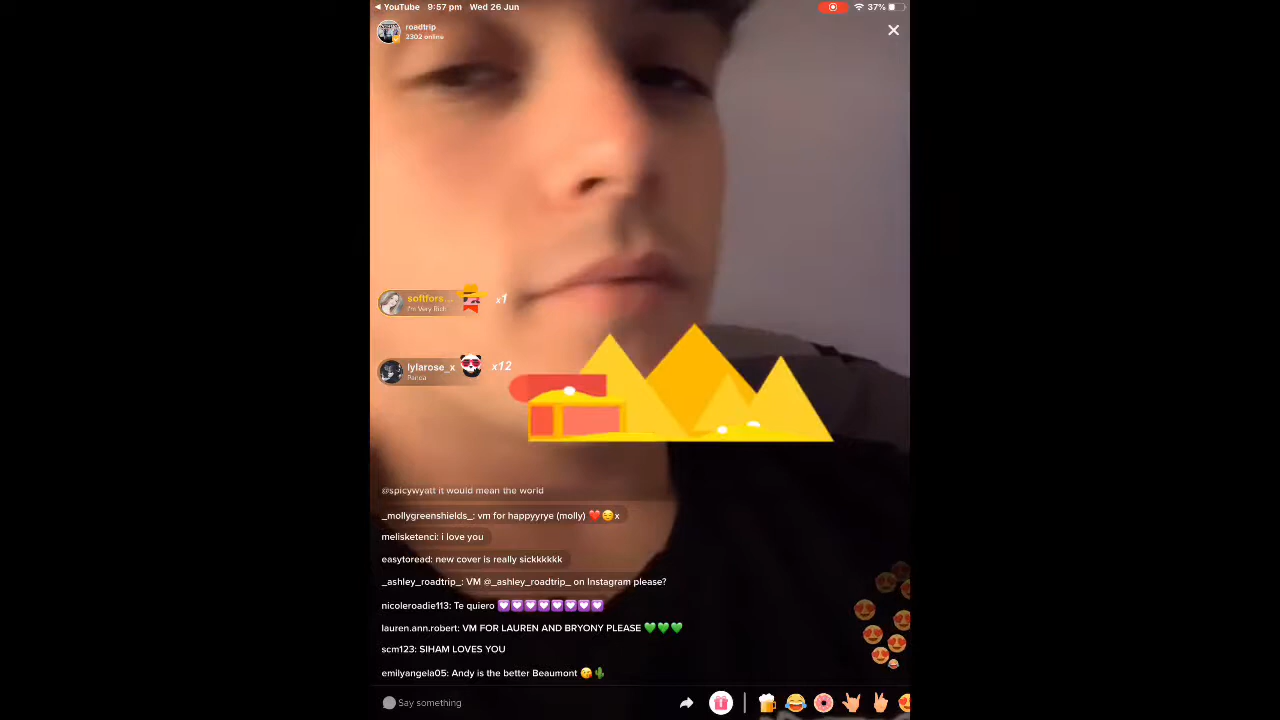 YouTube 9:57 pm Wed 26 Jun 37%
roadtrip
2302 online
softfors... x1
I'm Very Rich
lylarose_x x12
Panda
@spicywyatt it would mean the world
_mollygreenshields_: vm for happyyrye (molly) ❤️😔x
melisketenci: i love you
easytoread: new cover is really sickkkkkk
_ashley_roadtrip_: VM @_ashley_roadtrip_ on Instagram please?
nicoleroadie113: Te quiero 💟💟💟💟💟💟💟💟
lauren.ann.robert: VM FOR LAUREN AND BRYONY PLEASE 💚💚💚
scm123: SIHAM LOVES YOU
emilyangela05: Andy is the better Beaumont 😘🌵
Say something